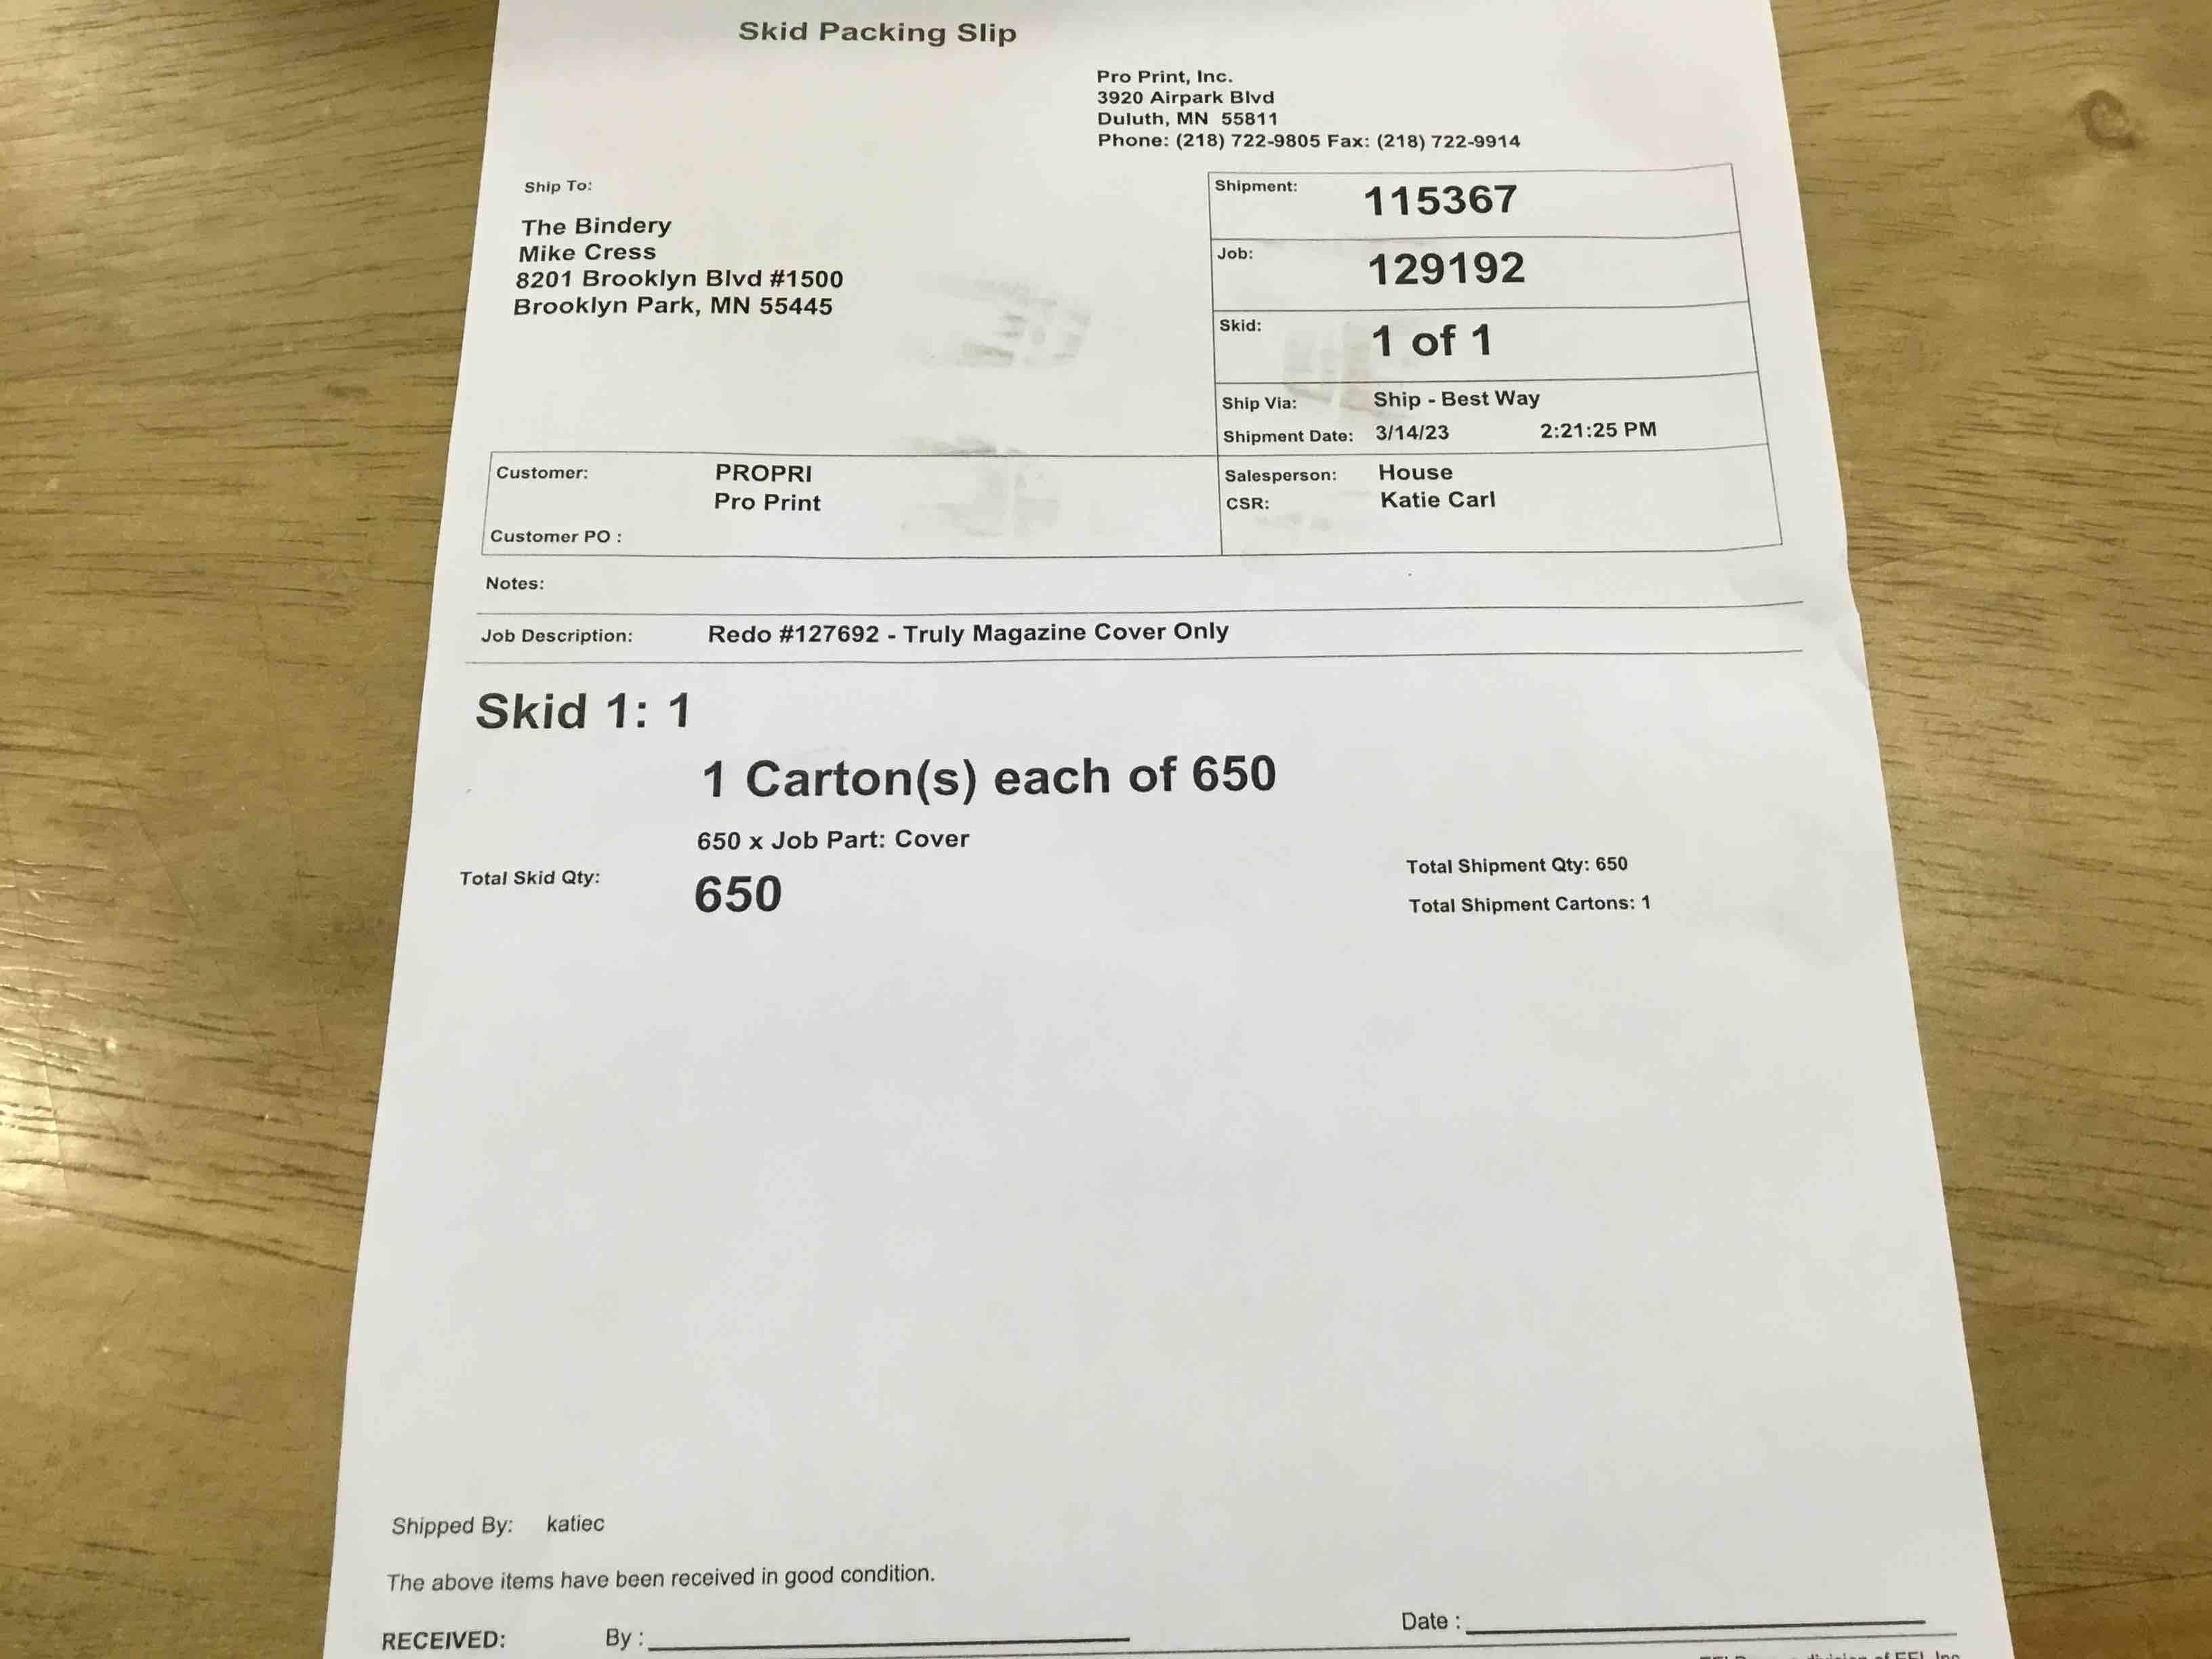 Skid Packing Slip
Pro Print, Inc.
3920 Airpark Blvd
Duluth, MN 55811
Phone: (218) 722-9805 Fax: (218) 722-9914
Ship To:
The Bindery
Mike Cress
8201 Brooklyn Blvd #1500
Brooklyn Park, MN 55445
Shipment: 115367
Job: 129192
Skid: 1 of 1
Ship Via: Ship - Best Way
Shipment Date: 3/14/23 2:21:25 PM
Customer: PROPRI
Pro Print
Customer PO :
Salesperson: House
CSR: Katie Carl
Notes:
Job Description: Redo #127692 - Truly Magazine Cover Only
Skid 1: 1
1 Carton(s) each of 650
650 x Job Part: Cover
Total Skid Qty: 650
Total Shipment Qty: 650
Total Shipment Cartons: 1
Shipped By: katiec
The above items have been received in good condition.
RECEIVED: By : Date :
division of EFI, Inc